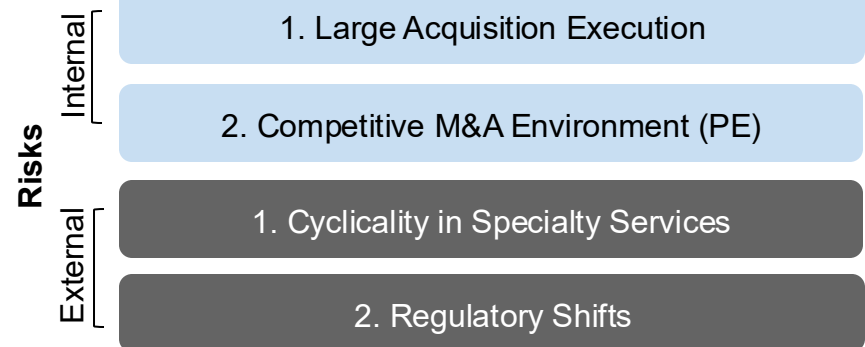 Risks
Internal
1. Large Acquisition Execution
2. Competitive M&A Environment (PE)
External
1. Cyclicality in Specialty Services
2. Regulatory Shifts